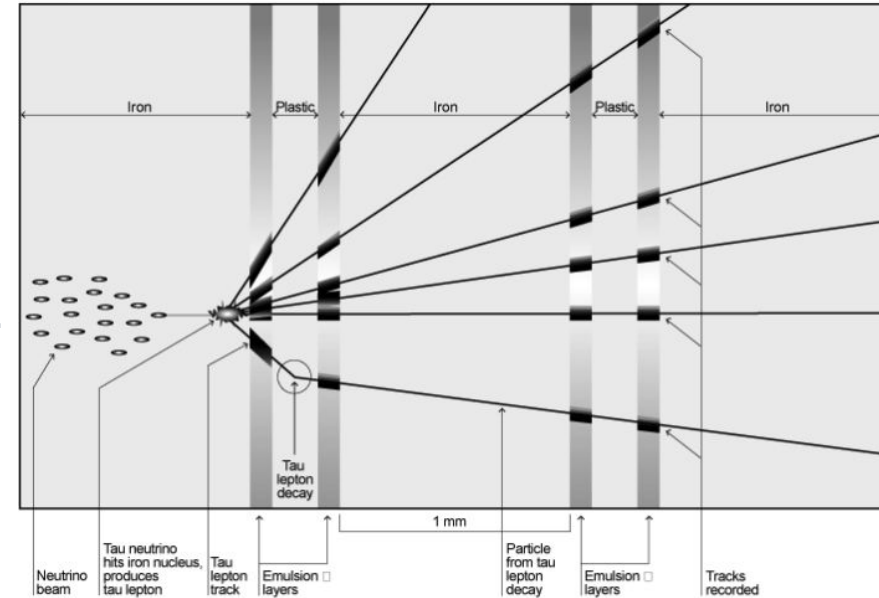 Iron
Plastic
Iron
Plastic
Iron
Tau
lepton
decay
1 mm
Neutrino
beam
Tau neutrino
hits iron nucleus,
produces
tau lepton
Tau
lepton
track
Emulsion □
layers
Particle
from tau
lepton
decay
Emulsion □
layers
Tracks
recorded